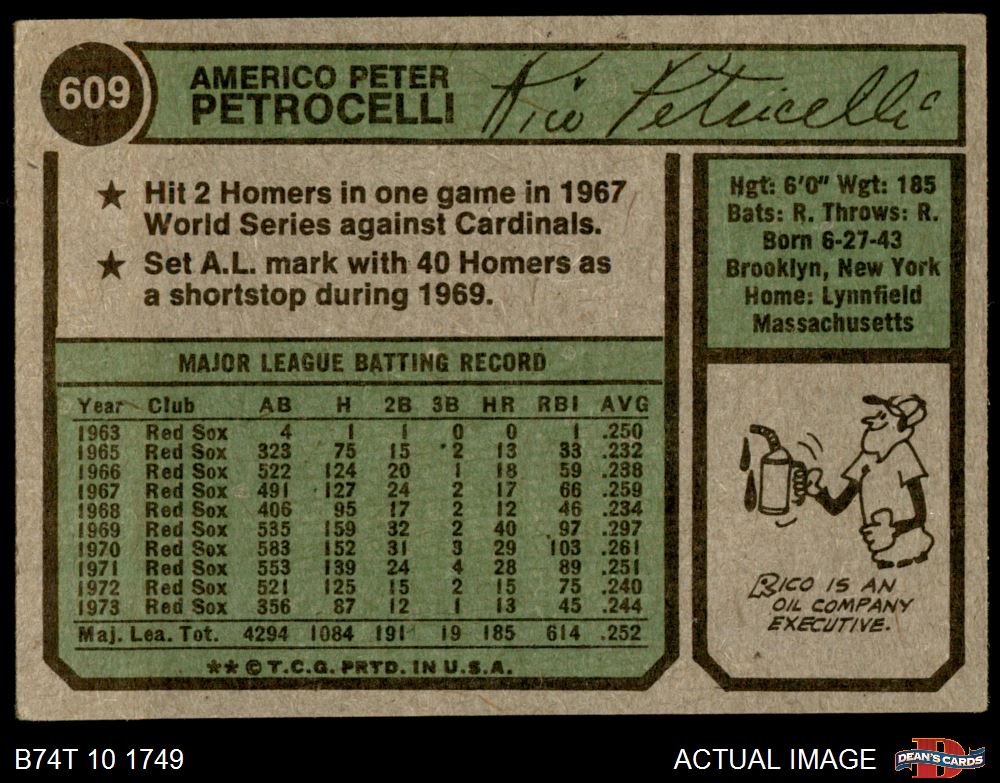 609
AMERICO PETER
PETROCELLI
Rico Petrocelli
★ Hit 2 Homers in one game in 1967
World Series against Cardinals.
★ Set A.L. mark with 40 Homers as
a shortstop during 1969.
Hgt: 6'0" Wgt: 185
Bats: R. Throws: R.
Born 6-27-43
Brooklyn, New York
Home: Lynnfield
Massachusetts
MAJOR LEAGUE BATTING RECORD
Year Club AB H 2B 3B HR RBI AVG
1963 Red Sox 4 1 1 0 0 1 .250
1965 Red Sox 323 75 15 2 13 33 .232
1966 Red Sox 522 124 20 1 18 59 .238
1967 Red Sox 491 127 24 2 17 66 .259
1968 Red Sox 406 95 17 2 12 46 .234
1969 Red Sox 535 159 32 2 40 97 .297
1970 Red Sox 583 152 31 3 29 103 .261
1971 Red Sox 553 139 24 4 28 89 .251
1972 Red Sox 521 125 15 2 15 75 .240
1973 Red Sox 356 87 12 1 13 45 .244
Maj. Lea. Tot. 4294 1084 191 19 185 614 .252
★★ © T.C.G. PRTD. IN U.S.A.
RICO IS AN
OIL COMPANY
EXECUTIVE.
B74T 10 1749
ACTUAL IMAGE
D
DEAN'S CARDS